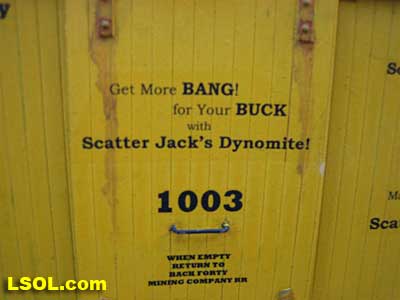 Get More BANG!
for Your BUCK
with
Scatter Jack's Dynomite!
1003
WHEN EMPTY
RETURN TO
BACK FORTY
MINING COMPANY RR
LSOL.com